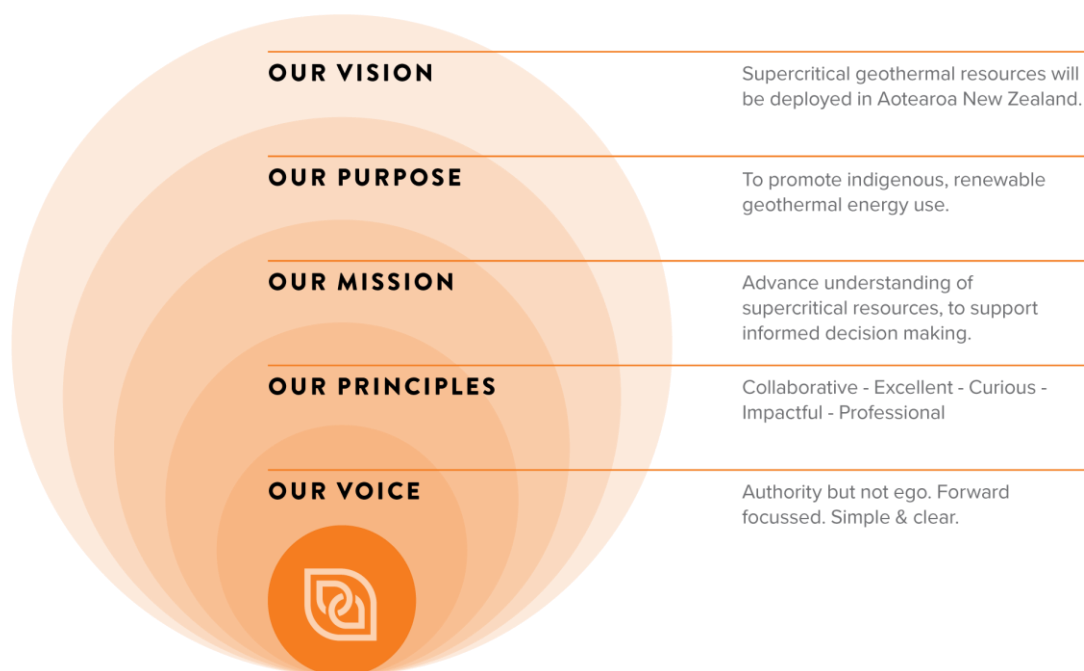 OUR VISION
Supercritical geothermal resources will
be deployed in Aotearoa New Zealand.
OUR PURPOSE
To promote indigenous, renewable
geothermal energy use.
OUR MISSION
Advance understanding of
supercritical resources, to support
informed decision making.
OUR PRINCIPLES
Collaborative - Excellent - Curious -
Impactful - Professional
OUR VOICE
Authority but not ego. Forward
focussed. Simple & clear.